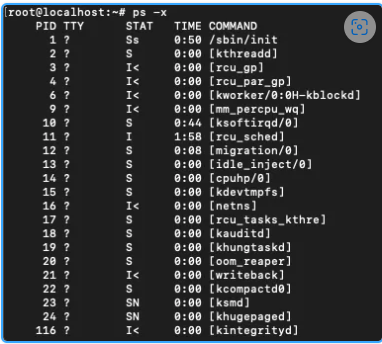 [root@localhost:~# ps -x
PID TTY STAT TIME COMMAND
1 ? Ss 0:50 /sbin/init
2 ? S 0:00 [kthreadd]
3 ? I< 0:00 [rcu_gp]
4 ? I< 0:00 [rcu_par_gp]
6 ? I< 0:00 [kworker/0:0H-kblockd]
9 ? I< 0:00 [mm_percpu_wq]
10 ? S 0:44 [ksoftirqd/0]
11 ? I 1:58 [rcu_sched]
12 ? S 0:08 [migration/0]
13 ? S 0:00 [idle_inject/0]
14 ? S 0:00 [cpuhp/0]
15 ? S 0:00 [kdevtmpfs]
16 ? I< 0:00 [netns]
17 ? S 0:00 [rcu_tasks_kthre]
18 ? S 0:00 [kauditd]
19 ? S 0:00 [khungtaskd]
20 ? S 0:00 [oom_reaper]
21 ? I< 0:00 [writeback]
22 ? S 0:00 [kcompactd0]
23 ? SN 0:00 [ksmd]
24 ? SN 0:00 [khugepaged]
116 ? I< 0:00 [kintegrityd]